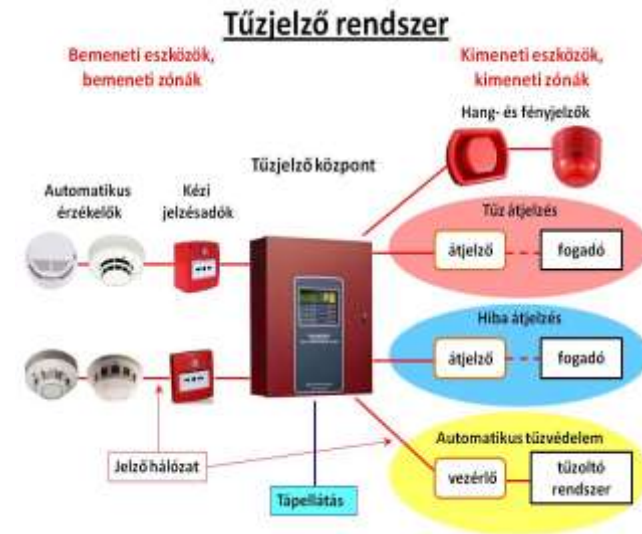 Tűzjelző rendszer
Bemeneti eszközök,
bemeneti zónák
Kimeneti eszközök,
kimeneti zónák
Hang- és fényjelzők
Tűzjelző központ
Automatikus
érzékelők
Kézi
jelzésadók
Tűz átjelzés
átjelző
fogadó
Hiba átjelzés
átjelző
fogadó
Jelző hálózat
Tápellátás
Automatikus tűzvédelem
vezérlő
tűzoltó
rendszer